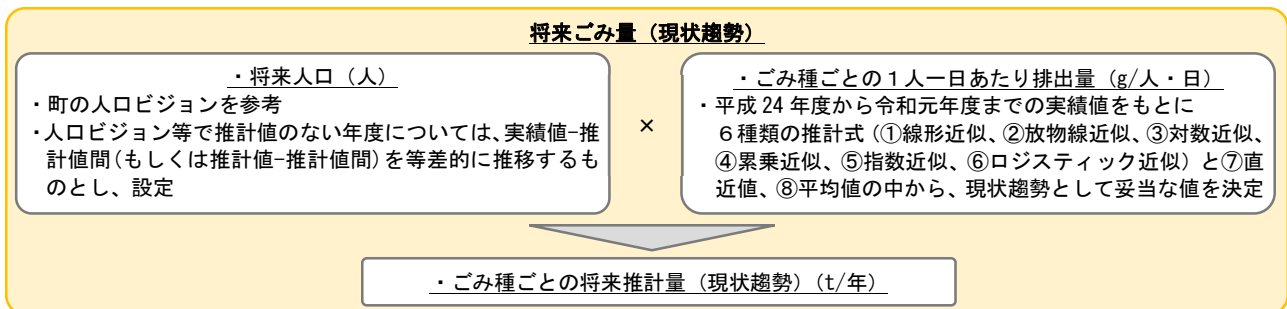 将来ごみ量（現状趨勢）
・将来人口（人）
・町の人口ビジョンを参考
・人口ビジョン等で推計値のない年度については、実績値-推
計値間（もしくは推計値-推計値間）を等差的に推移するも
のとし、設定
×
・ごみ種ごとの１人一日あたり排出量（g/人・日）
・平成 24 年度から令和元年度までの実績値をもとに
６種類の推計式（①線形近似、②放物線近似、③対数近似、
④累乗近似、⑤指数近似、⑥ロジスティック近似）と⑦直
近値、⑧平均値の中から、現状趨勢として妥当な値を決定
・ごみ種ごとの将来推計量（現状趨勢）(t/年)